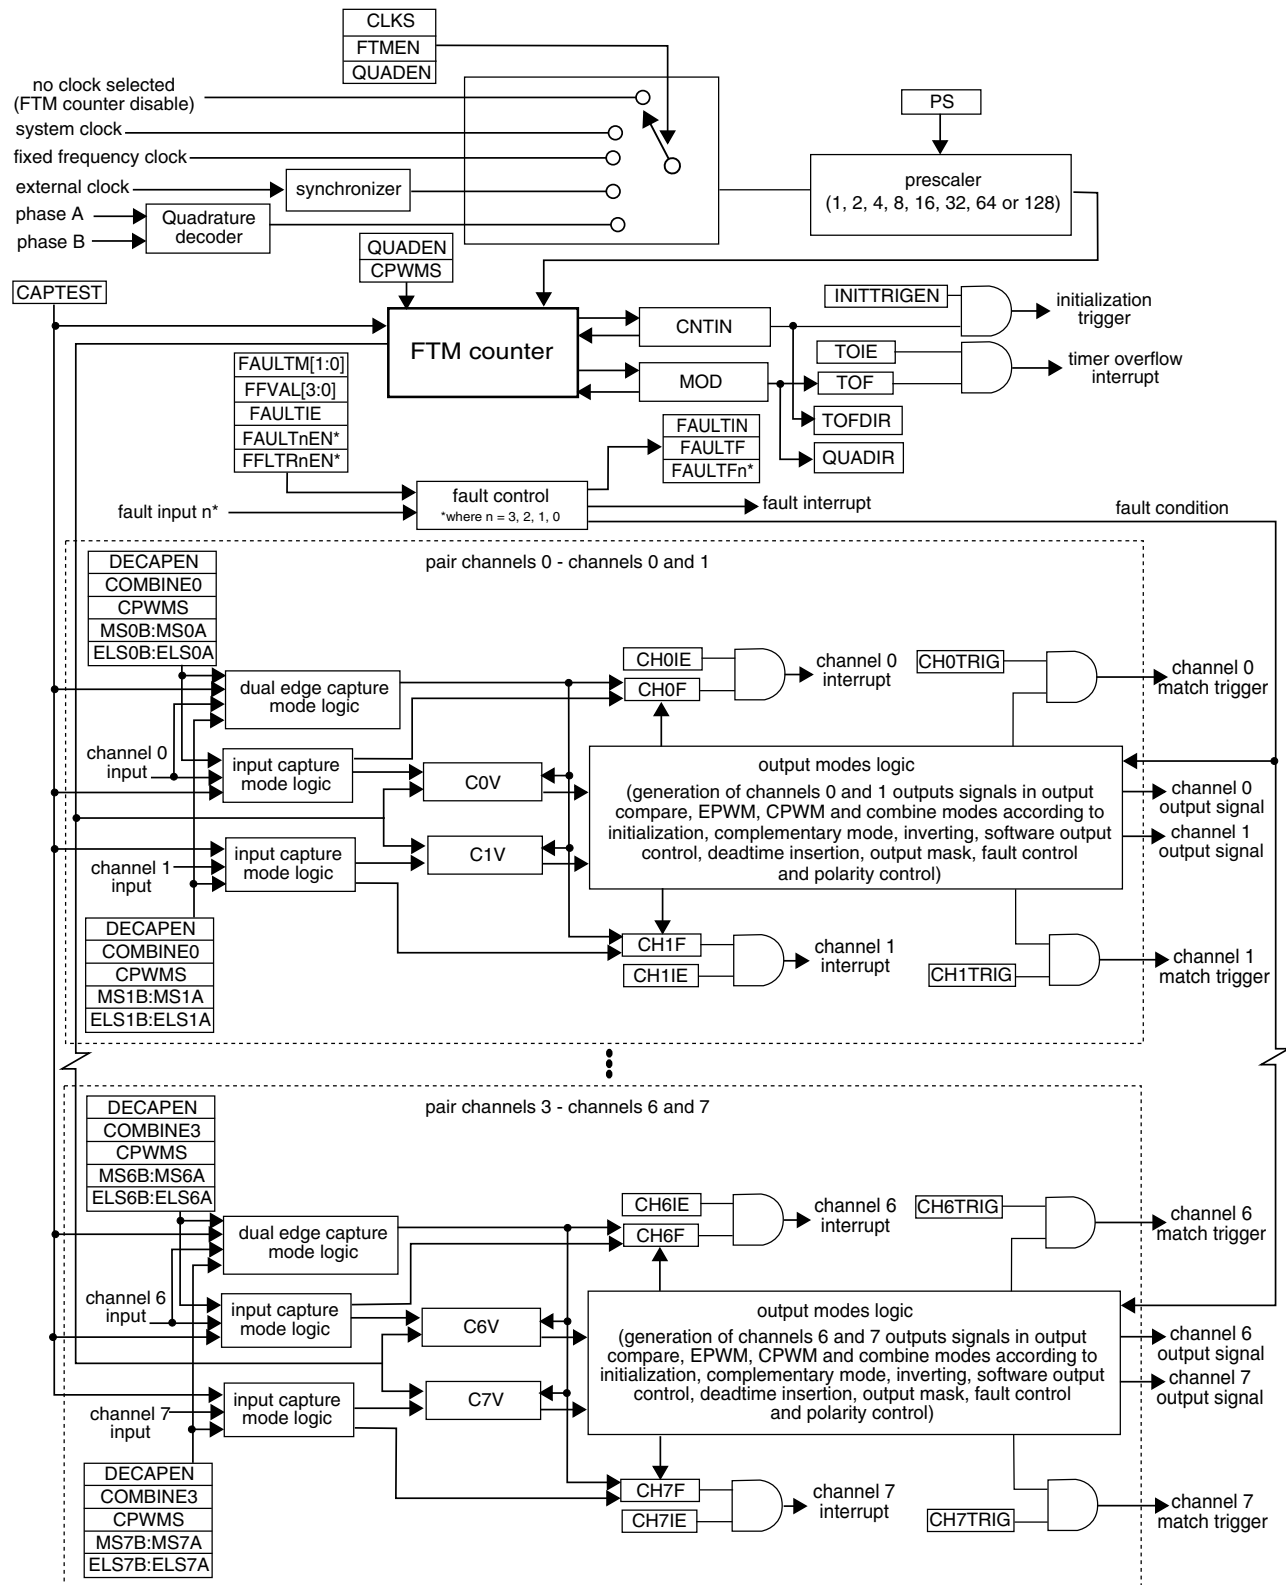 CLKS
FTMEN
QUADEN
no clock selected
(FTM counter disable)
system clock
fixed frequency clock
external clock
synchronizer
phase A
phase B
Quadrature
decoder
PS
prescaler
(1, 2, 4, 8, 16, 32, 64 or 128)
QUADEN
CPWMS
CAPTEST
FTM counter
CNTIN
MOD
INITTRIGEN
initialization
trigger
TOIE
TOF
timer overflow
interrupt
TOFDIR
QUADIR
FAULTM[1:0]
FFVAL[3:0]
FAULTIE
FAULTnEN*
FFLTRnEN*
FAULTIN
FAULTF
FAULTFn*
fault input n*
fault control
*where n = 3, 2, 1, 0
fault interrupt
fault condition
pair channels 0 - channels 0 and 1
DECAPEN
COMBINE0
CPWMS
MS0B:MS0A
ELS0B:ELS0A
dual edge capture
mode logic
CH0IE
CH0F
channel 0
interrupt
CH0TRIG
channel 0
match trigger
channel 0
input
input capture
mode logic
C0V
output modes logic
(generation of channels 0 and 1 outputs signals in output
compare, EPWM, CPWM and combine modes according to
initialization, complementary mode, inverting, software output
control, deadtime insertion, output mask, fault control
and polarity control)
channel 0
output signal
channel 1
output signal
channel 1
input
input capture
mode logic
C1V
DECAPEN
COMBINE0
CPWMS
MS1B:MS1A
ELS1B:ELS1A
CH1F
CH1IE
channel 1
interrupt
CH1TRIG
channel 1
match trigger
pair channels 3 - channels 6 and 7
DECAPEN
COMBINE3
CPWMS
MS6B:MS6A
ELS6B:ELS6A
dual edge capture
mode logic
CH6IE
CH6F
channel 6
interrupt
CH6TRIG
channel 6
match trigger
channel 6
input
input capture
mode logic
C6V
output modes logic
(generation of channels 6 and 7 outputs signals in output
compare, EPWM, CPWM and combine modes according to
initialization, complementary mode, inverting, software output
control, deadtime insertion, output mask, fault control
and polarity control)
channel 6
output signal
channel 7
output signal
channel 7
input
input capture
mode logic
C7V
DECAPEN
COMBINE3
CPWMS
MS7B:MS7A
ELS7B:ELS7A
CH7F
CH7IE
channel 7
interrupt
CH7TRIG
channel 7
match trigger